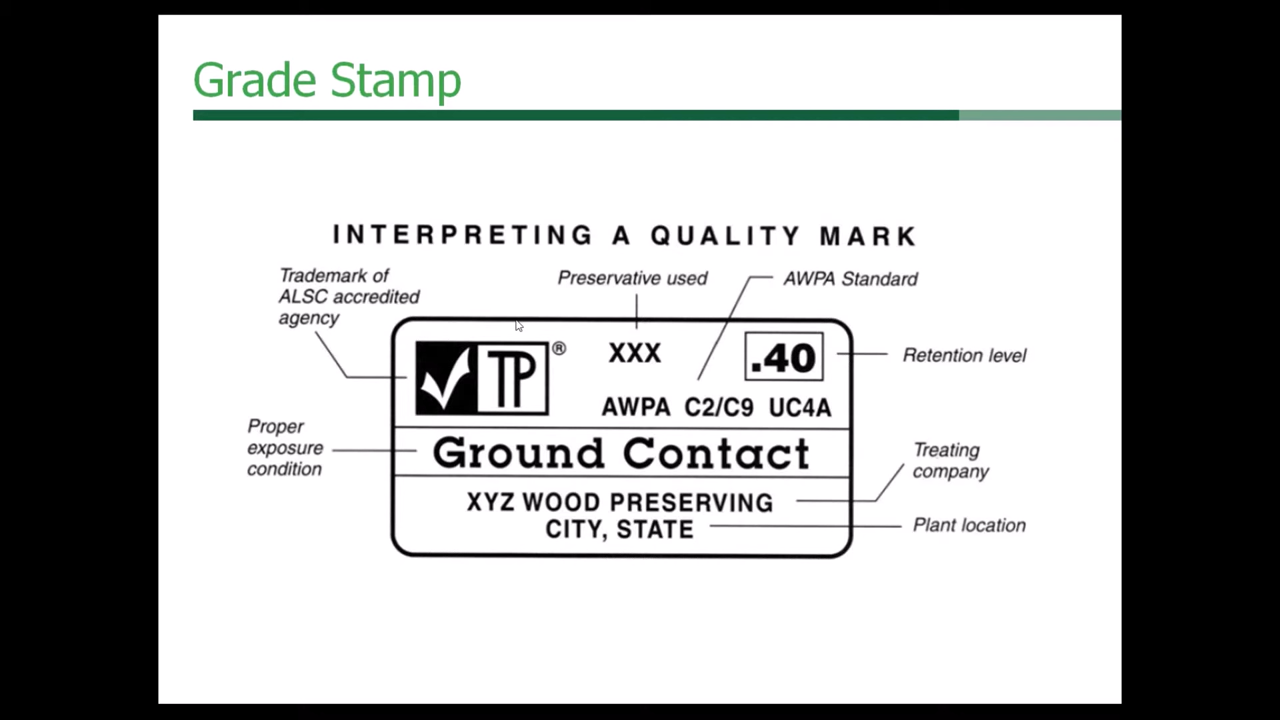 Grade Stamp
INTERPRETING A QUALITY MARK
Trademark of
ALSC accredited
agency
Preservative used
AWPA Standard
TP®
XXX
.40
Retention level
AWPA C2/C9 UC4A
Proper
exposure
condition
Ground Contact
Treating
company
XYZ WOOD PRESERVING
CITY, STATE
Plant location